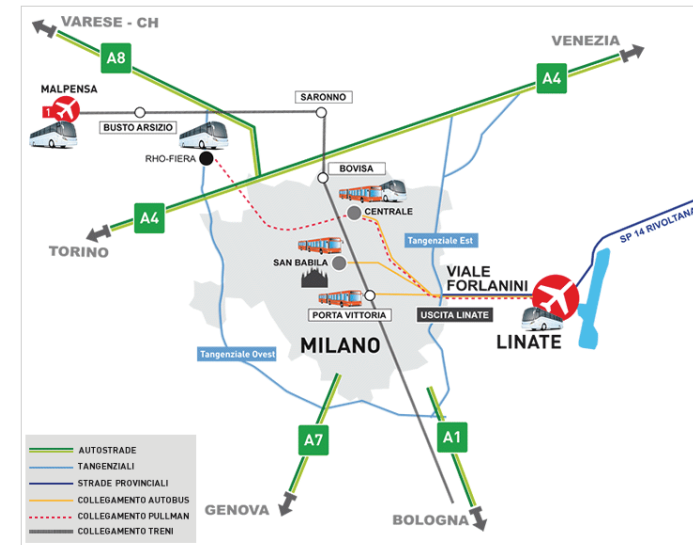 VARESE - CH
A8
VENEZIA
A4
MALPENSA
1
SARONNO
BUSTO ARSIZIO
RHO-FIERA
BOVISA
CENTRALE
A4
TORINO
SP 14 RIVOLTANA
Tangenziale Est
SAN BABILA
VIALE
FORLANINI
PORTA VITTORIA
USCITA LINATE
LINATE
MILANO
Tangenziale Ovest
A7
A1
GENOVA
BOLOGNA
AUTOSTRADE
TANGENZIALI
STRADE PROVINCIALI
COLLEGAMENTO AUTOBUS
COLLEGAMENTO PULLMAN
COLLEGAMENTO TRENI